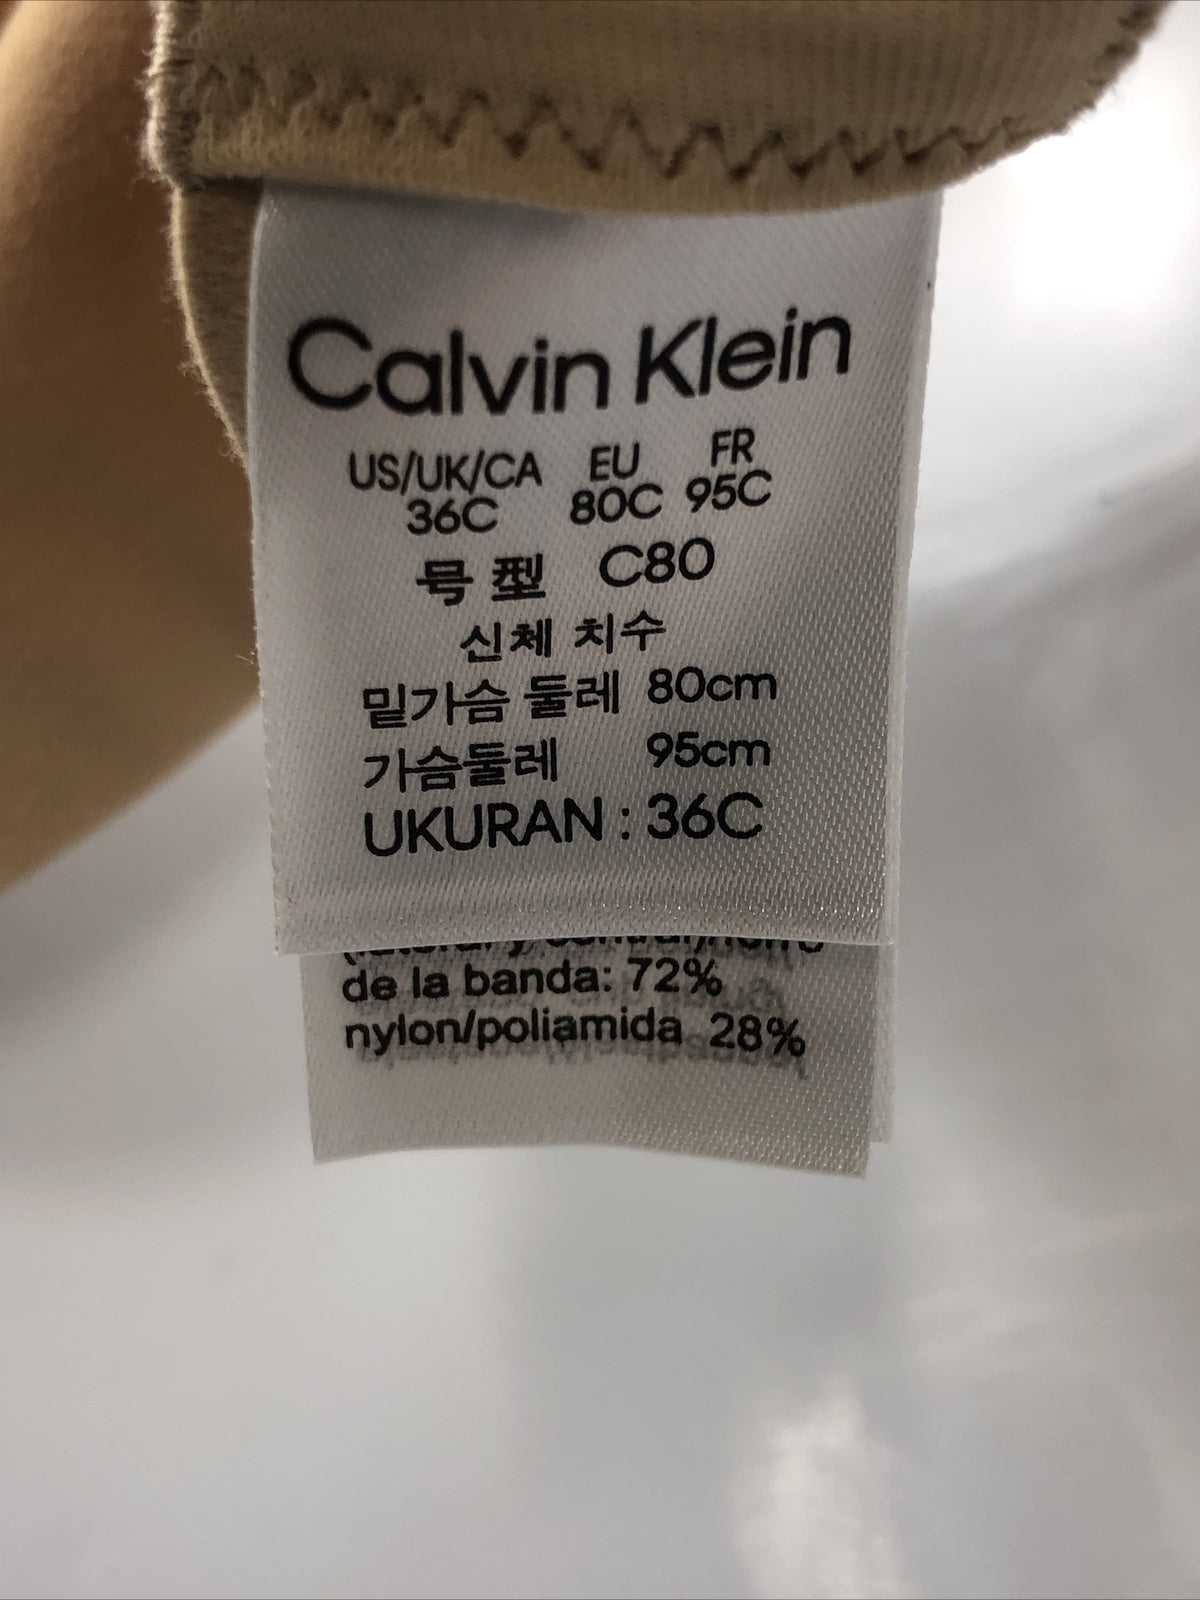 Calvin Klein
US/UK/CA EU FR
36C 80C 95C
号型 C80
신체 치수
밑가슴 둘레 80cm
가슴둘레 95cm
UKURAN : 36C
de la banda: 72%
nylon/poliamida 28%